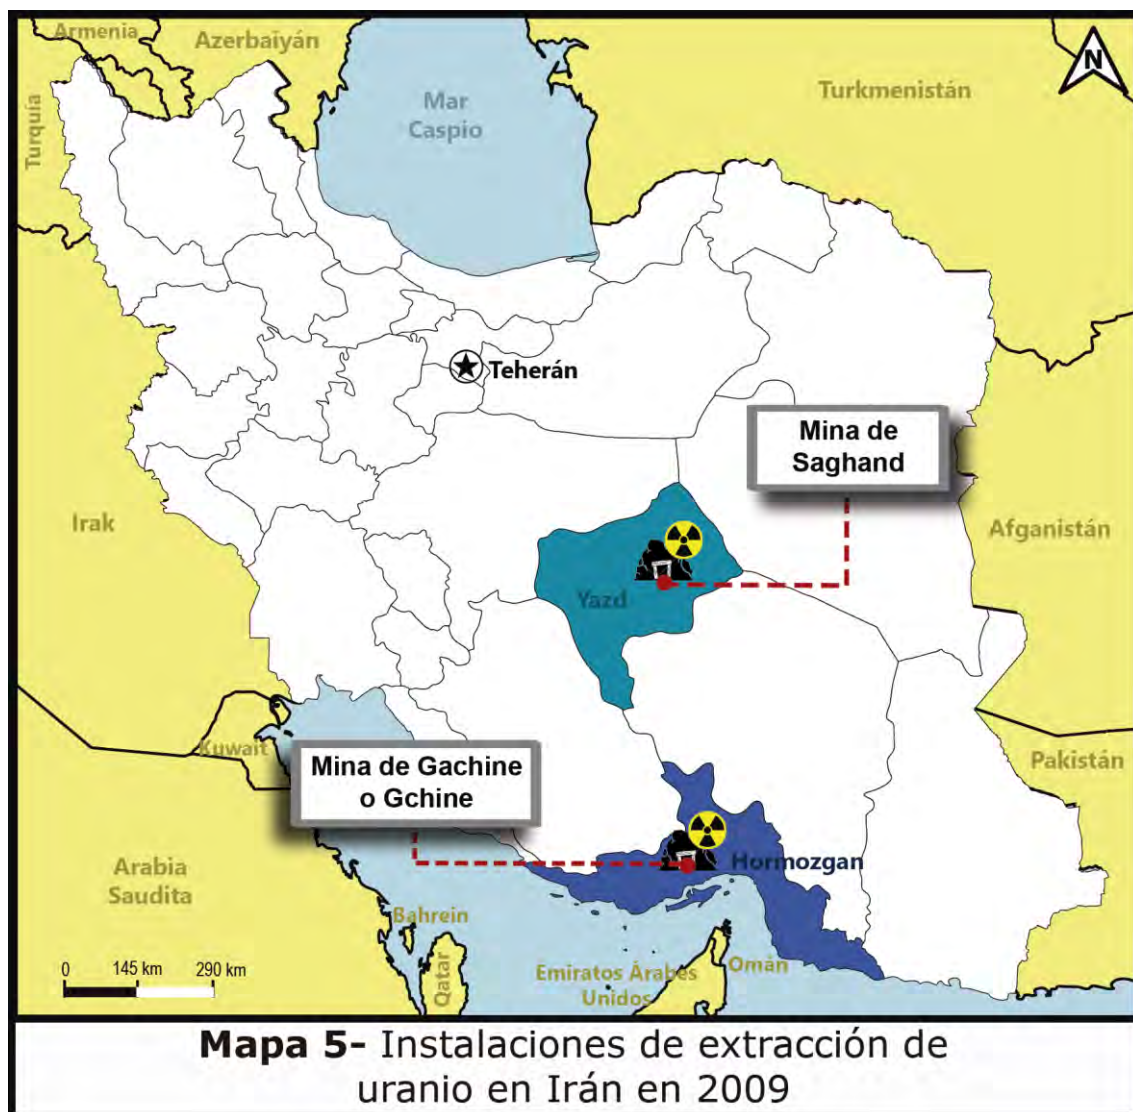 Armenia
Azerbaiyán
N
Turquía
Mar
Caspio
Turkmenistán
Teherán
Mina de
Saghand
Irak
Afganistán
Yazd
Kuwait
Mina de Gachine
o Gchine
Pakistán
Hormozgan
Arabia
Saudita
Bahrein
Qatar
Emiratos Árabes
Unidos
Omán
0 145 km 290 km
Mapa 5- Instalaciones de extracción de
uranio en Irán en 2009